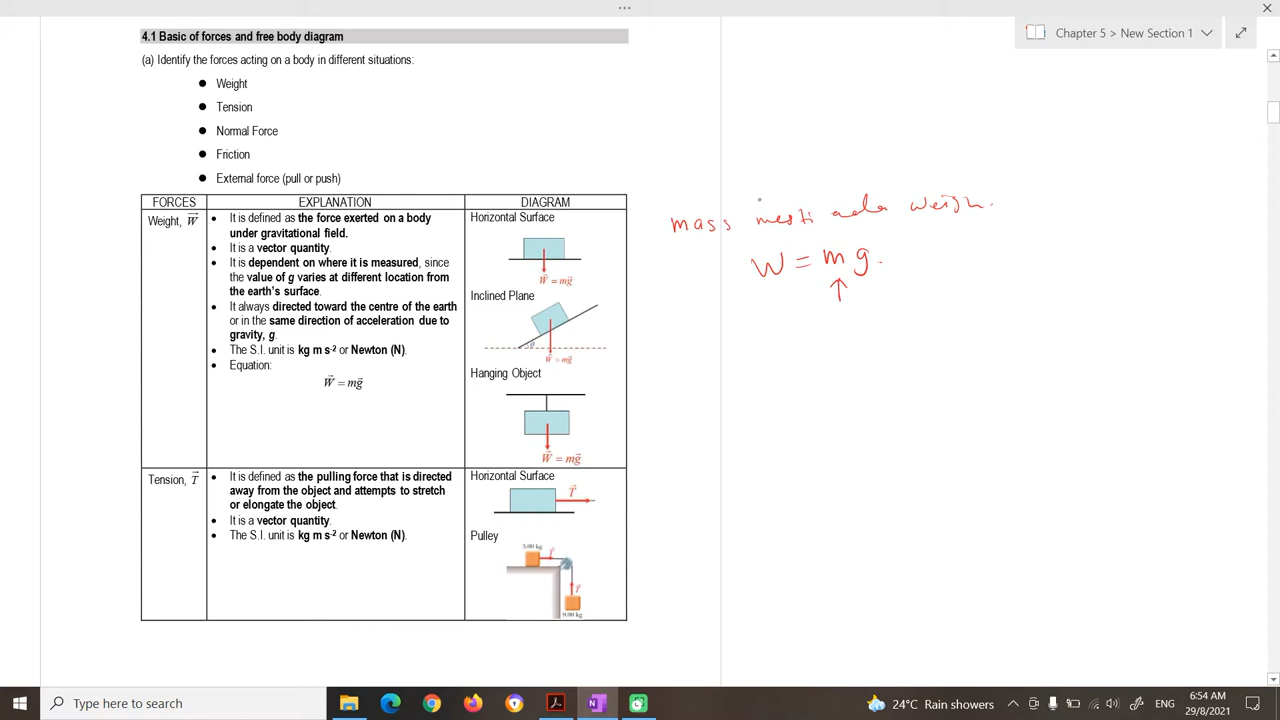 Chapter 5 > New Section 1
4.1 Basic of forces and free body diagram
(a) Identify the forces acting on a body in different situations:
● Weight
● Tension
● Normal Force
● Friction
● External force (pull or push)
FORCES EXPLANATION DIAGRAM
Weight, W⃗
• It is defined as the force exerted on a body
under gravitational field.
• It is a vector quantity.
• It is dependent on where it is measured, since
the value of g varies at different location from
the earth's surface.
• It always directed toward the centre of the earth
or in the same direction of acceleration due to
gravity, g.
• The S.I. unit is kg m s-2 or Newton (N).
• Equation:
W⃗ = mg⃗
Horizontal Surface
W⃗ = mg⃗
Inclined Plane
θ
W⃗ = mg⃗
Hanging Object
W⃗ = mg⃗
Tension, T⃗
• It is defined as the pulling force that is directed
away from the object and attempts to stretch
or elongate the object.
• It is a vector quantity.
• The S.I. unit is kg m s-2 or Newton (N).
Horizontal Surface
T⃗
Pulley
5.00 kg
T⃗
T⃗
9.00 kg
mass mesti ada weigh.
W = mg.
Type here to search
24°C Rain showers
ENG
6:54 AM
29/8/2021